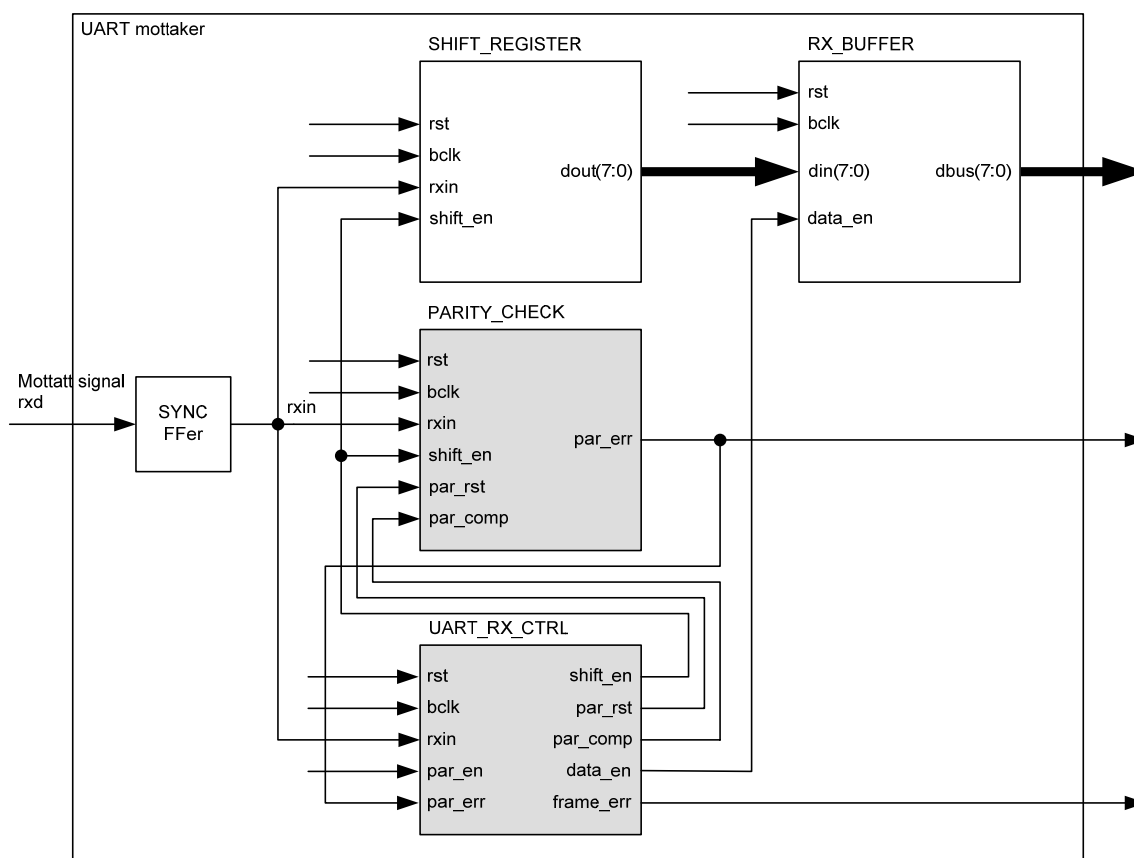 UART mottaker
SHIFT_REGISTER
rst
bclk
rxin
shift_en
dout(7:0)
RX_BUFFER
rst
bclk
din(7:0)
data_en
dbus(7:0)
Mottatt signal
rxd
SYNC
FFer
rxin
PARITY_CHECK
rst
bclk
rxin
shift_en
par_rst
par_comp
par_err
UART_RX_CTRL
rst
bclk
rxin
par_en
par_err
shift_en
par_rst
par_comp
data_en
frame_err